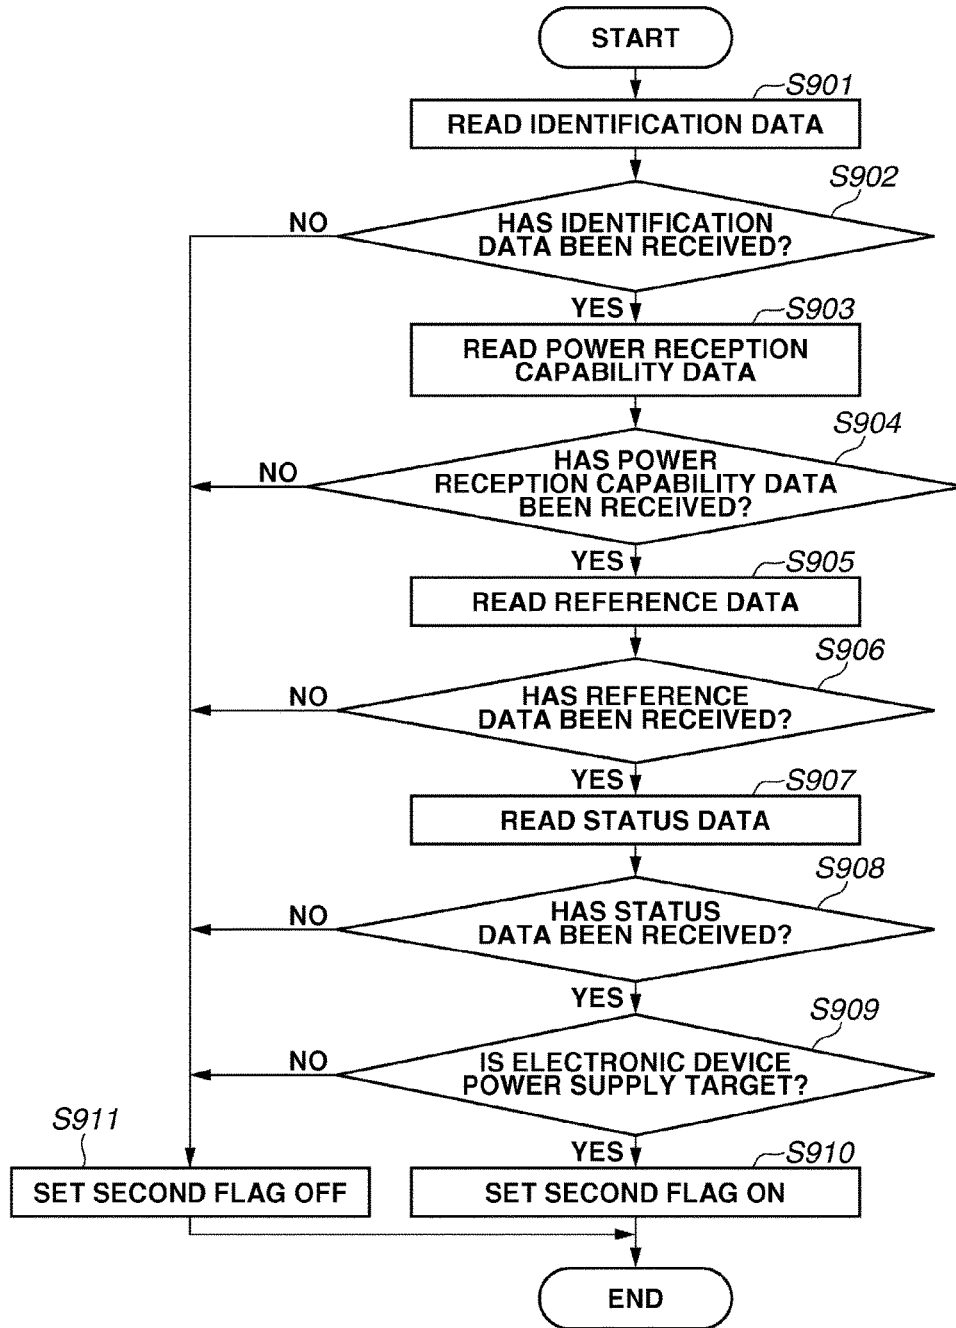 START
S901
READ IDENTIFICATION DATA
S902
NO
HAS IDENTIFICATION
DATA BEEN RECEIVED?
YES
S903
READ POWER RECEPTION
CAPABILITY DATA
S904
NO
HAS POWER
RECEPTION CAPABILITY DATA
BEEN RECEIVED?
YES
S905
READ REFERENCE DATA
S906
NO
HAS REFERENCE
DATA BEEN RECEIVED?
YES
S907
READ STATUS DATA
S908
NO
HAS STATUS
DATA BEEN RECEIVED?
YES
S909
NO
IS ELECTRONIC DEVICE
POWER SUPPLY TARGET?
S911
YES
S910
SET SECOND FLAG OFF
SET SECOND FLAG ON
END